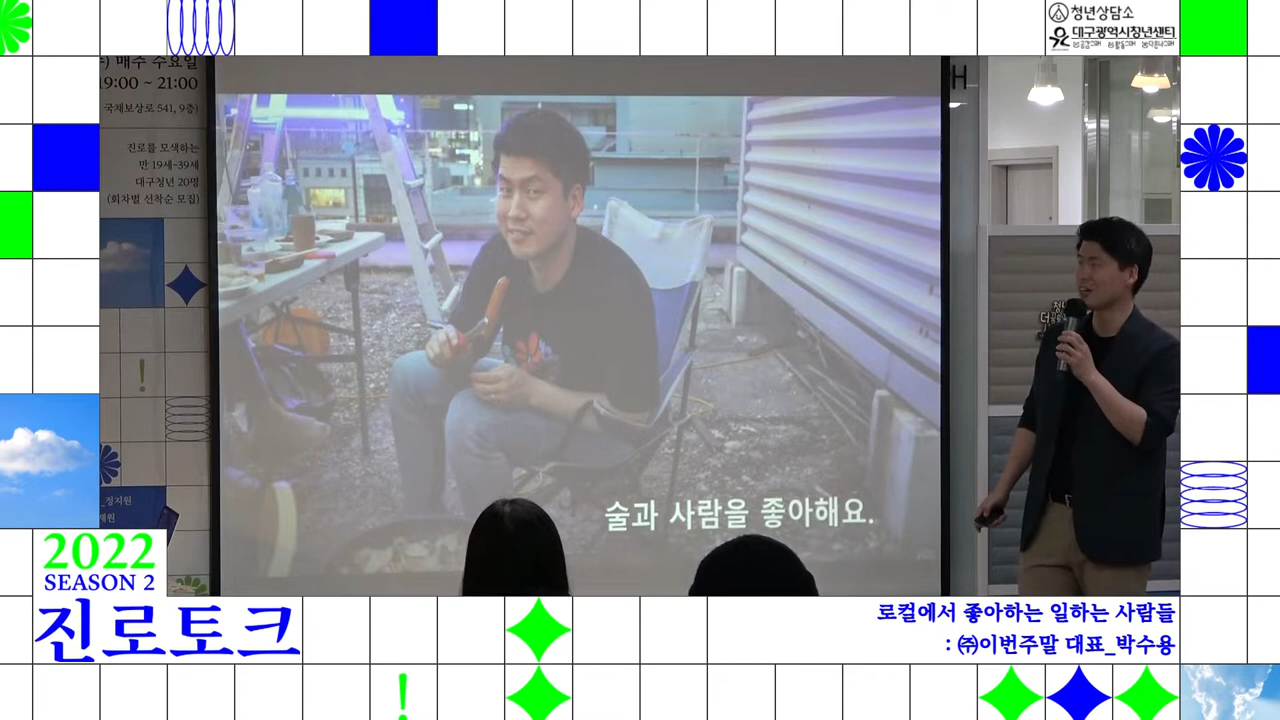 청년상담소
대구광역시청년센터
H
매주 수요일
19:00 ~ 21:00
국채보상로 541, 9층)
진로를 모색하는
만 19세-39세
대구청년 20명
(회차별 선착순 모집)
!
_정지원
술과 사람을 좋아해요.
2022
SEASON 2
진로토크
로컬에서 좋아하는 일하는 사람들
: ㈜이번주말 대표_박수용
!